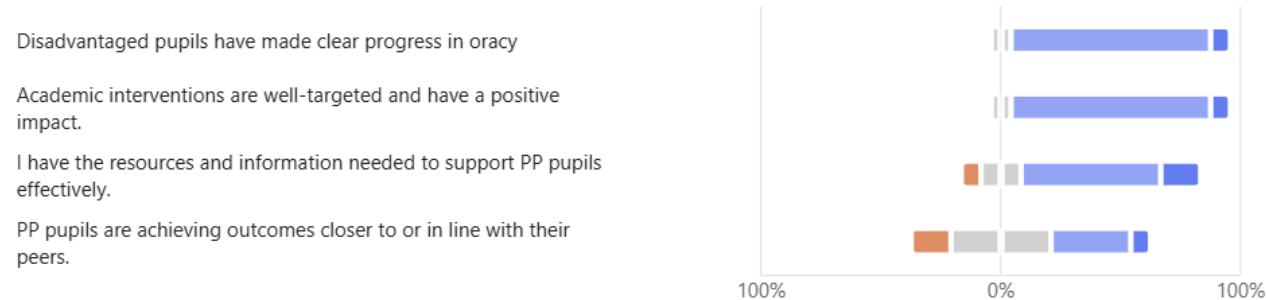 Disadvantaged pupils have made clear progress in oracy
Academic interventions are well-targeted and have a positive
impact.
I have the resources and information needed to support PP pupils
effectively.
PP pupils are achieving outcomes closer to or in line with their
peers.
100% 0% 100%